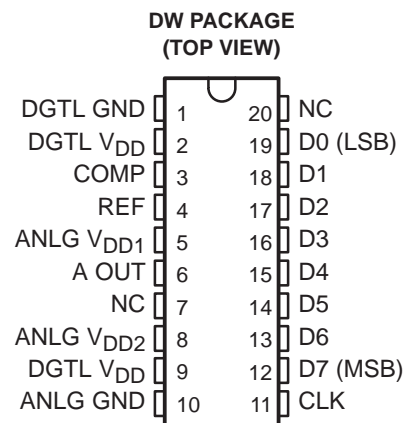 DW PACKAGE
(TOP VIEW)
DGTL GND 1 20 NC
DGTL VDD 2 19 D0 (LSB)
COMP 3 18 D1
REF 4 17 D2
ANLG VDD1 5 16 D3
A OUT 6 15 D4
NC 7 14 D5
ANLG VDD2 8 13 D6
DGTL VDD 9 12 D7 (MSB)
ANLG GND 10 11 CLK